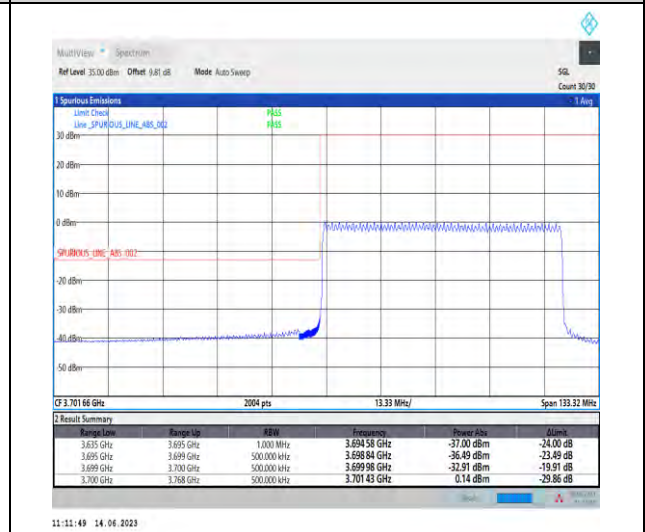 MultiView Spectrum
Ref Level 35.00 dBm Offset 9.81 dB Mode Auto Sweep SGL
Count 30/30
1 Spurious Emissions 1 Avg
Limit Check PASS
Line _SPURIOUS_LINE_ABS_002 PASS
30 dBm
20 dBm
10 dBm
0 dBm
_SPURIOUS_LINE_ABS_002
-20 dBm
-30 dBm
-40 dBm
-50 dBm
CF 3.701 66 GHz 2004 pts 13.33 MHz/ Span 133.32 MHz
2 Result Summary
Range Low Range Up RBW Frequency Power Abs ΔLimit
3.635 GHz 3.695 GHz 1.000 MHz 3.694 58 GHz -37.00 dBm -24.00 dB
3.695 GHz 3.699 GHz 500.000 kHz 3.698 84 GHz -36.49 dBm -23.49 dB
3.699 GHz 3.700 GHz 500.000 kHz 3.699 98 GHz -32.91 dBm -19.91 dB
3.700 GHz 3.768 GHz 500.000 kHz 3.701 43 GHz 0.14 dBm -29.86 dB
11:11:49 14.06.2023